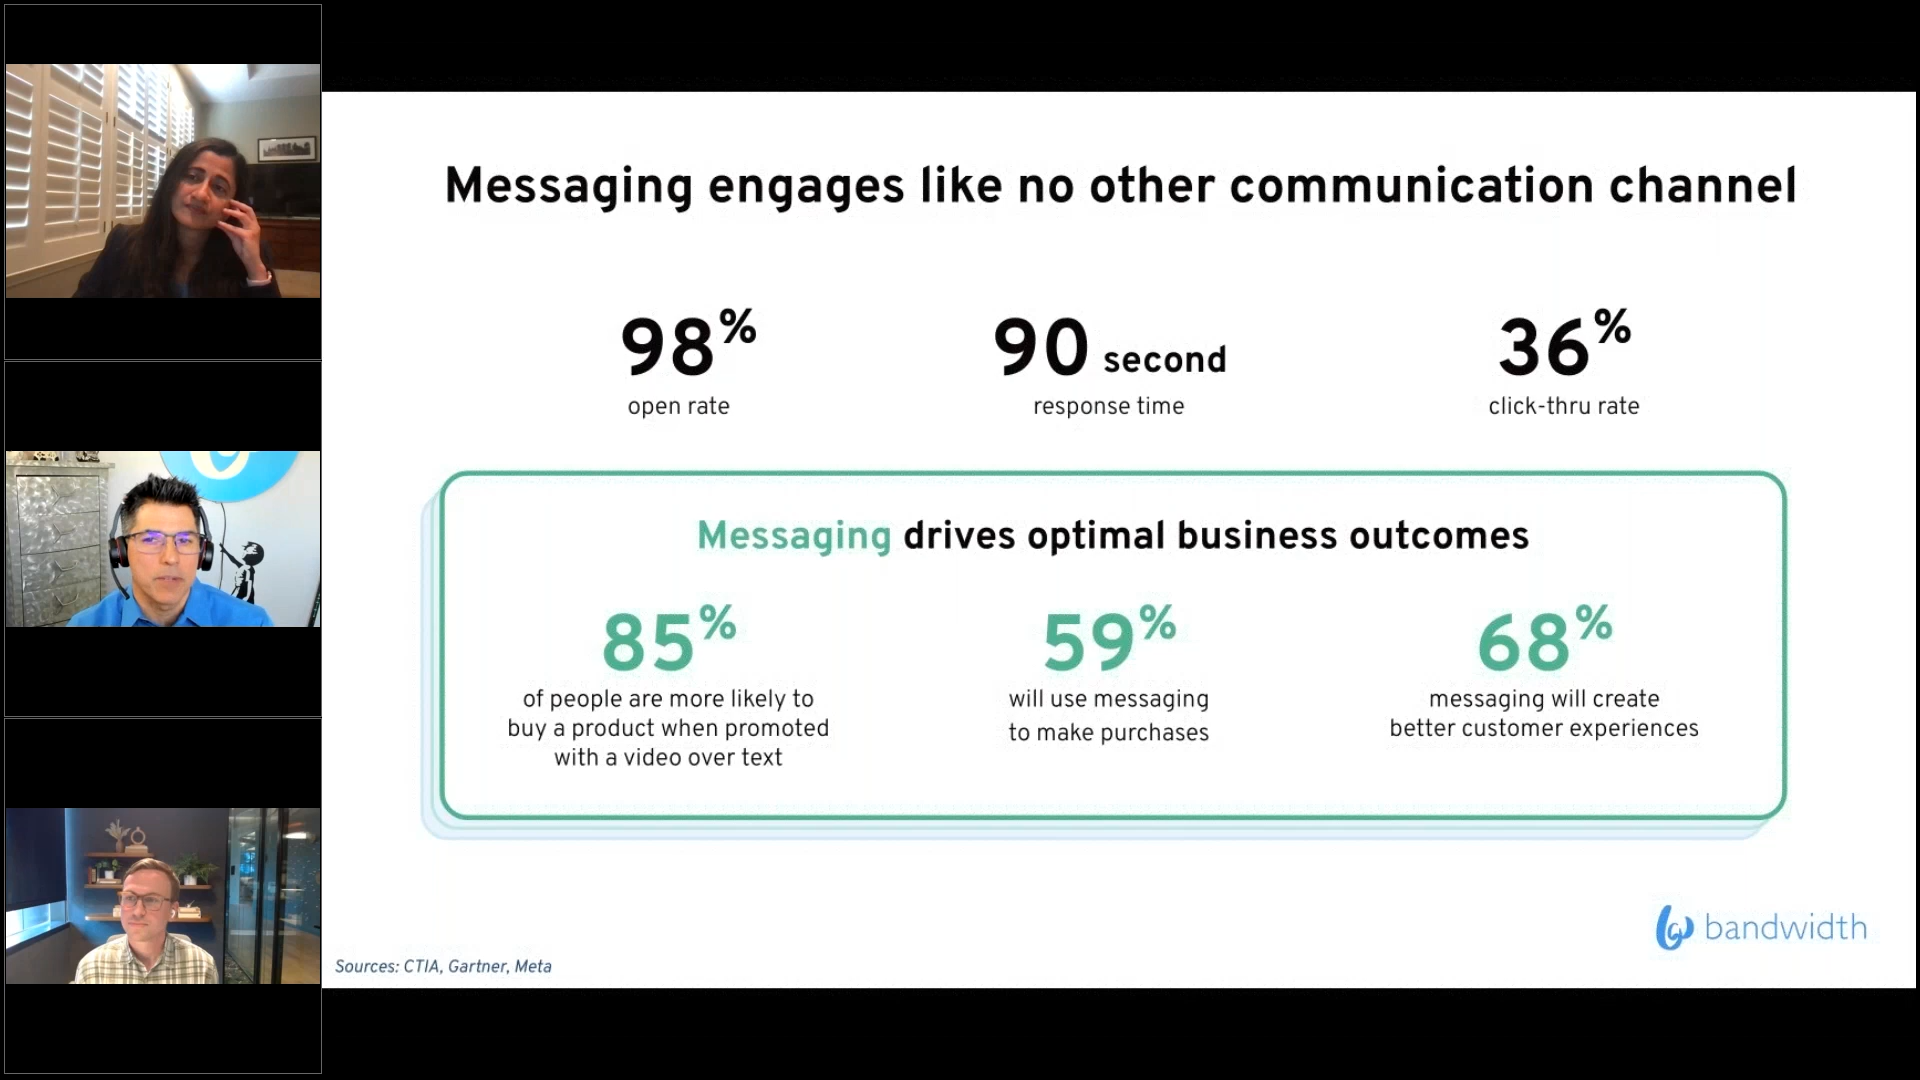 Messaging engages like no other communication channel
98%
open rate
90 second
response time
36%
click-thru rate
Messaging drives optimal business outcomes
85%
of people are more likely to
buy a product when promoted
with a video over text
59%
will use messaging
to make purchases
68%
messaging will create
better customer experiences
bandwidth
Sources: CTIA, Gartner, Meta